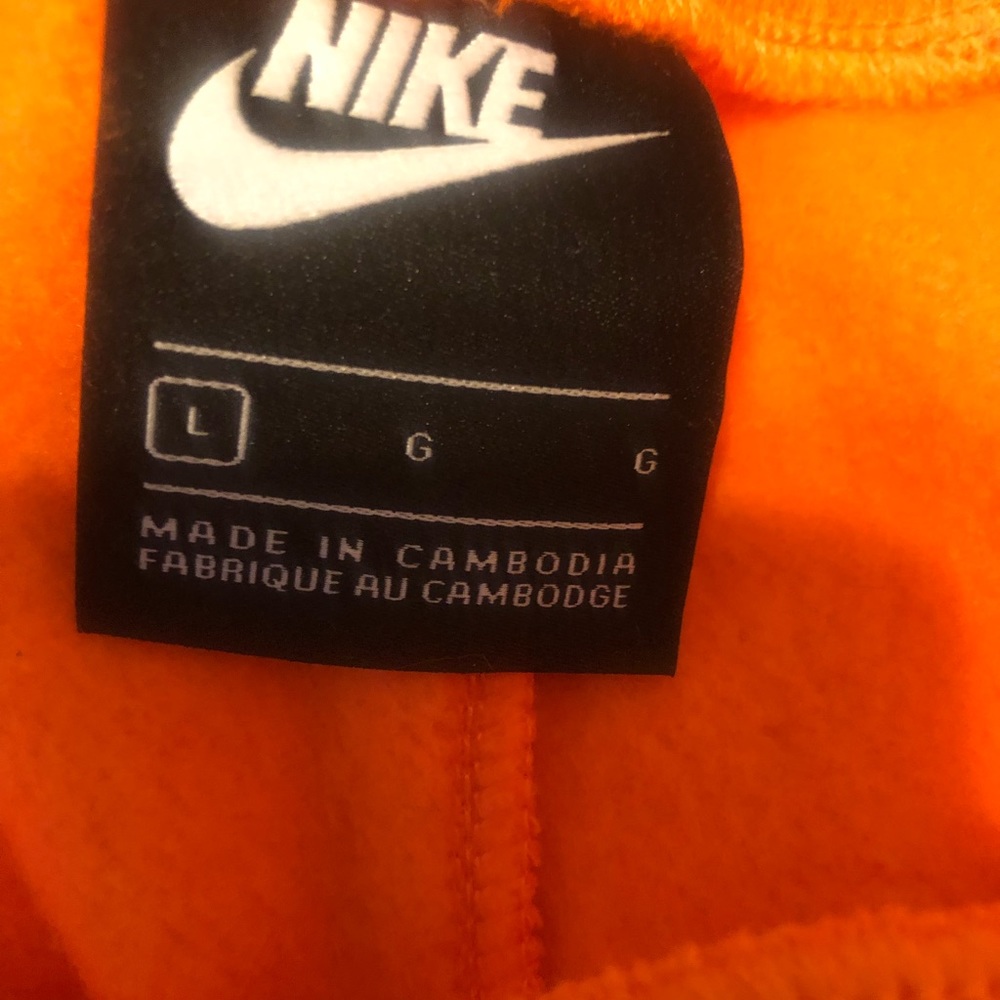 NIKE
L G G
MADE IN CAMBODIA
FABRIQUE AU CAMBODGE